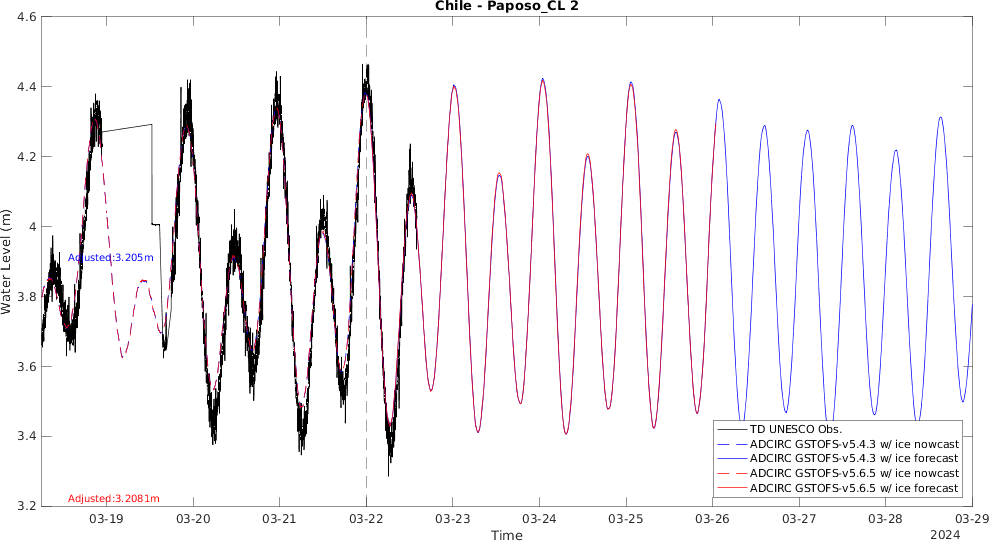 Chile - Paposo_CL 2
4.6
4.4
4.2
4
3.8
3.6
3.4
3.2
Water Level (m)
Adjusted:3.205m
Adjusted:3.2081m
TD UNESCO Obs.
ADCIRC GSTOFS-v5.4.3 w/ ice nowcast
ADCIRC GSTOFS-v5.4.3 w/ ice forecast
ADCIRC GSTOFS-v5.6.5 w/ ice nowcast
ADCIRC GSTOFS-v5.6.5 w/ ice forecast
03-19 03-20 03-21 03-22 03-23 03-24 03-25 03-26 03-27 03-28 03-29
Time
2024